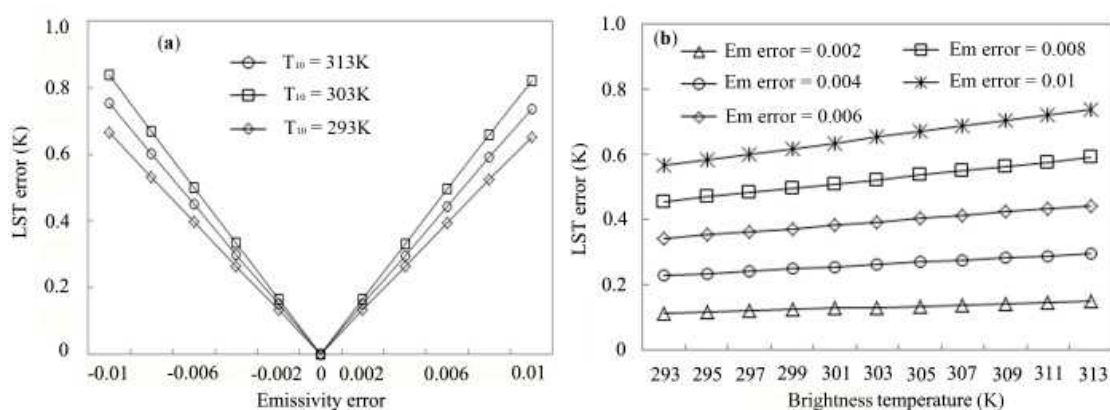 (a)
T₁₀ = 313K
T₁₀ = 303K
T₁₀ = 293K
LST error (K)
1.0
0.8
0.6
0.4
0.2
0
-0.01
-0.006
-0.002
0
0.002
0.006
0.01
Emissivity error
(b)
Em error = 0.002
Em error = 0.008
Em error = 0.004
Em error = 0.01
Em error = 0.006
LST error (K)
1.0
0.8
0.6
0.4
0.2
0
293 295 297 299 301 303 305 307 309 311 313
Brightness temperature (K)